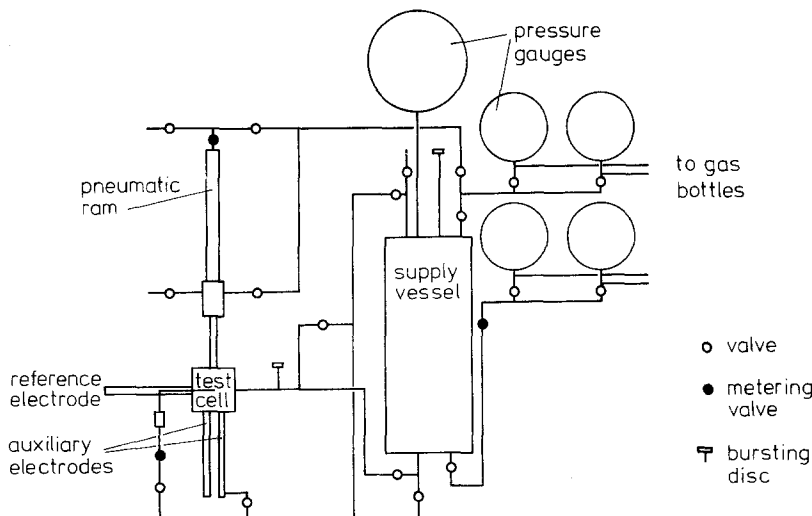 pressure
gauges
pneumatic
ram
to gas
bottles
supply
vessel
valve
reference
electrode
test
cell
metering
valve
auxiliary
electrodes
bursting
disc